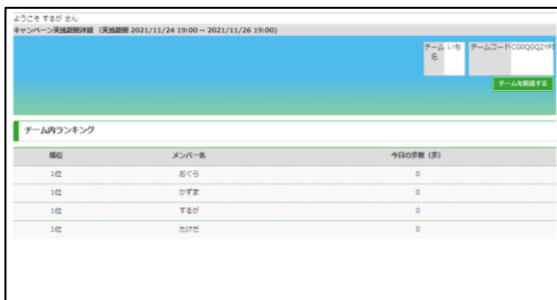 ようこそ するが さん
キャンペーン実施期間詳細 (実施期間 2021/11/24 19:00 ~ 2021/11/26 19:00)
チーム名 いち チームコード CG0QGQ2YPI
チームを脱退する
チーム内ランキング
順位 メンバー名 今日の歩数 (歩)
1位 おぐら 0
1位 かずま 0
1位 するが 0
1位 たけだ 0